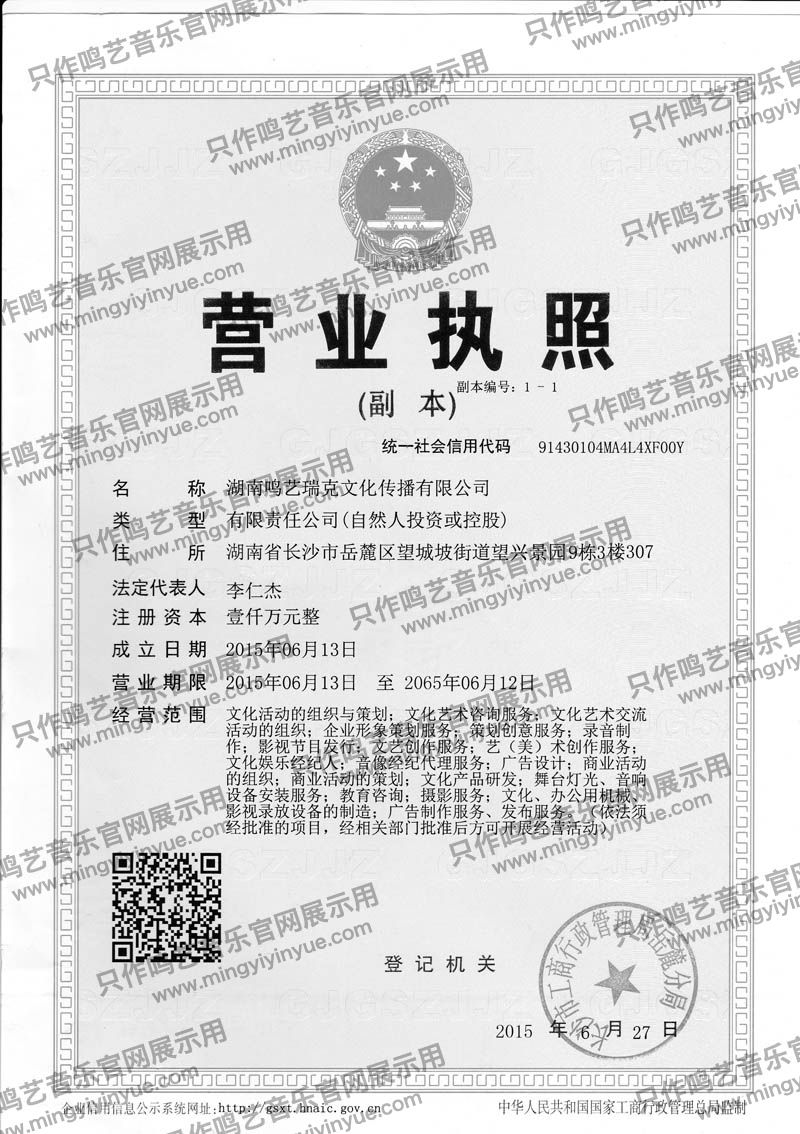 营业执照
(副 本)
副本编号：1 - 1
统一社会信用代码 91430104MA4L4XF00Y
名 称 湖南鸣艺瑞克文化传播有限公司
类 型 有限责任公司(自然人投资或控股)
住 所 湖南省长沙市岳麓区望城坡街道望兴景园9栋3楼307
法定代表人 李仁杰
注册资本 壹仟万元整
成立日期 2015年06月13日
营业期限 2015年06月13日 至 2065年06月12日
经营范围 文化活动的组织与策划；文化艺术咨询服务；文化艺术交流
活动的组织；企业形象策划服务；策划创意服务；录音制
作；影视节目发行；文艺创作服务；艺（美）术创作服务；
文化娱乐经纪人；音像经纪代理服务；广告设计；商业活动
的组织；商业活动的策划；文化产品研发；舞台灯光、音响
设备安装服务；教育咨询；摄影服务；文化、办公用机械、
影视录放设备的制造；广告制作服务、发布服务。（依法须
经批准的项目，经相关部门批准后方可开展经营活动）
登记机关
长沙市工商行政管理局岳麓分局
2015 年 6 月 27 日
企业信用信息公示系统网址:http://gsxt.hnaic.gov.cn
中华人民共和国国家工商行政管理总局监制
只作鸣艺音乐官网展示用
www.mingyiyinyue.com